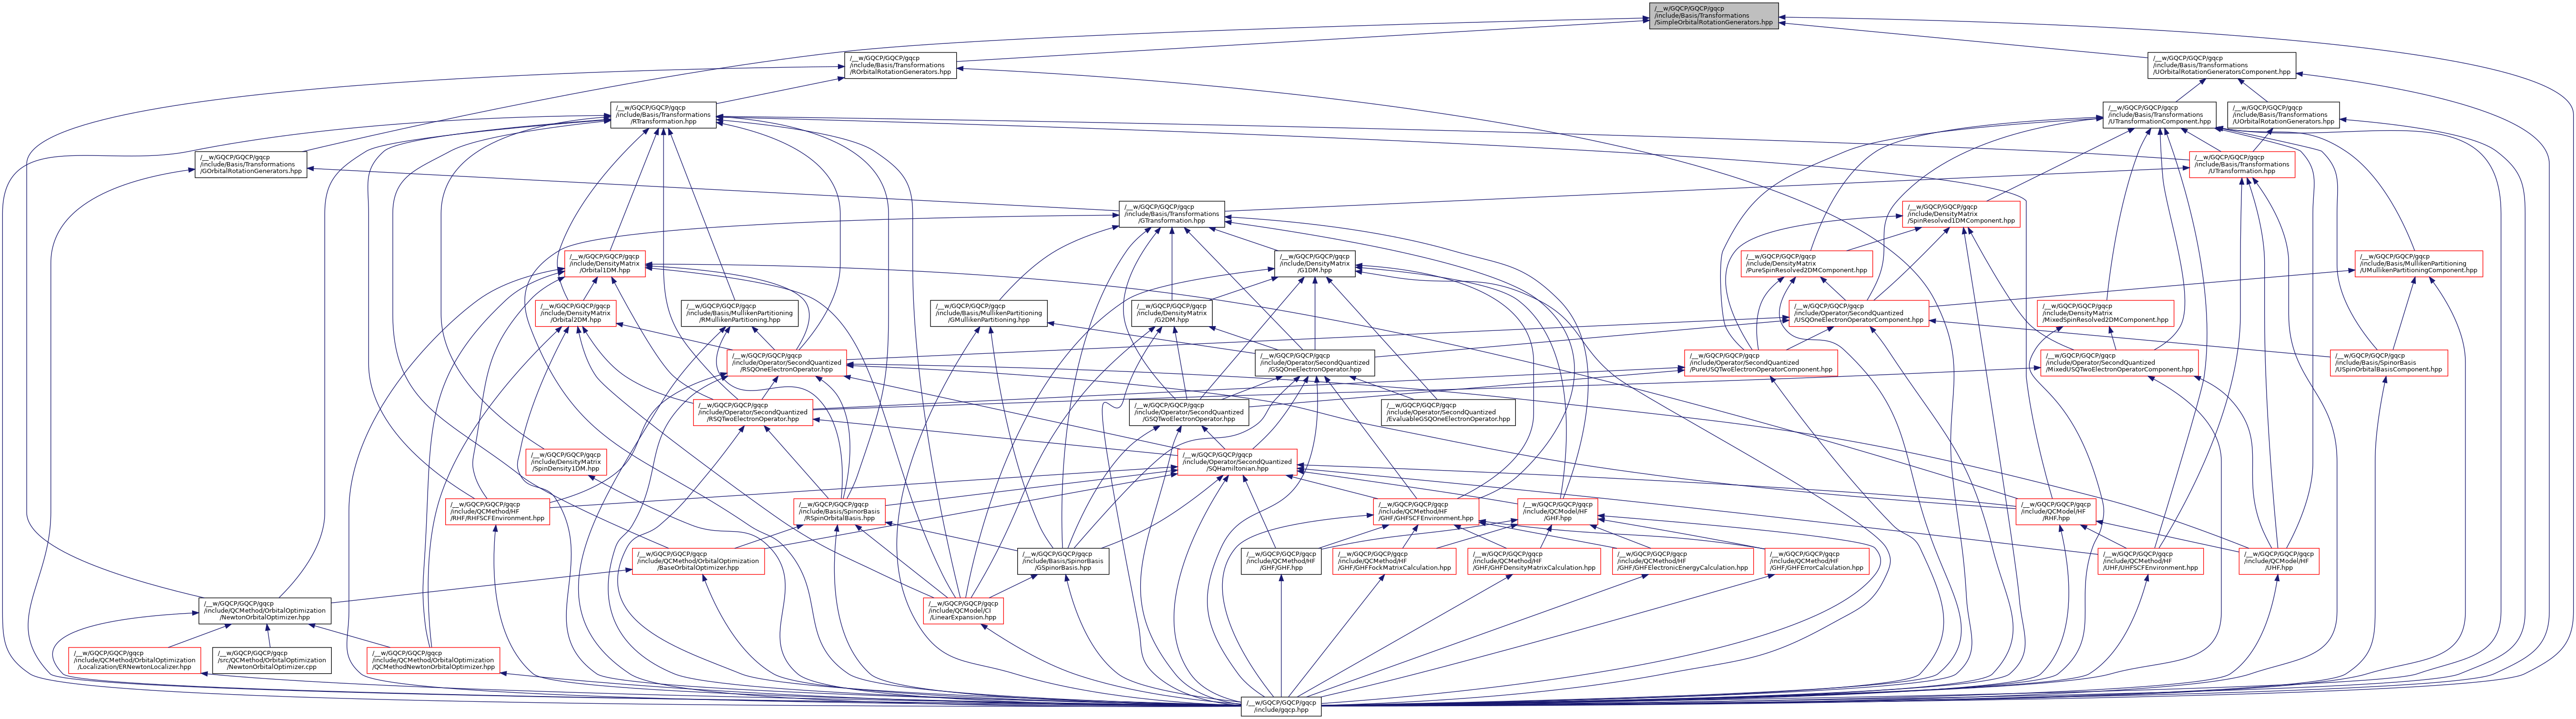 /__w/GQCP/GQCP/gqcp
/include/Basis/Transformations
/SimpleOrbitalRotationGenerators.hpp
/__w/GQCP/GQCP/gqcp
/include/Basis/Transformations
/ROrbitalRotationGenerators.hpp
/__w/GQCP/GQCP/gqcp
/include/Basis/Transformations
/UOrbitalRotationGeneratorsComponent.hpp
/__w/GQCP/GQCP/gqcp
/include/Basis/Transformations
/RTransformation.hpp
/__w/GQCP/GQCP/gqcp
/include/Basis/Transformations
/UTransformationComponent.hpp
/__w/GQCP/GQCP/gqcp
/include/Basis/Transformations
/UOrbitalRotationGenerators.hpp
/__w/GQCP/GQCP/gqcp
/include/Basis/Transformations
/GOrbitalRotationGenerators.hpp
/__w/GQCP/GQCP/gqcp
/include/Basis/Transformations
/UTransformation.hpp
/__w/GQCP/GQCP/gqcp
/include/Basis/Transformations
/GTransformation.hpp
/__w/GQCP/GQCP/gqcp
/include/DensityMatrix
/SpinResolved1DMComponent.hpp
/__w/GQCP/GQCP/gqcp
/include/DensityMatrix
/Orbital1DM.hpp
/__w/GQCP/GQCP/gqcp
/include/DensityMatrix
/G1DM.hpp
/__w/GQCP/GQCP/gqcp
/include/DensityMatrix
/PureSpinResolved2DMComponent.hpp
/__w/GQCP/GQCP/gqcp
/include/Basis/MullikenPartitioning
/UMullikenPartitioningComponent.hpp
/__w/GQCP/GQCP/gqcp
/include/DensityMatrix
/Orbital2DM.hpp
/__w/GQCP/GQCP/gqcp
/include/Basis/MullikenPartitioning
/RMullikenPartitioning.hpp
/__w/GQCP/GQCP/gqcp
/include/Basis/MullikenPartitioning
/GMullikenPartitioning.hpp
/__w/GQCP/GQCP/gqcp
/include/DensityMatrix
/G2DM.hpp
/__w/GQCP/GQCP/gqcp
/include/Operator/SecondQuantized
/USQOneElectronOperatorComponent.hpp
/__w/GQCP/GQCP/gqcp
/include/DensityMatrix
/MixedSpinResolved2DMComponent.hpp
/__w/GQCP/GQCP/gqcp
/include/Operator/SecondQuantized
/RSQOneElectronOperator.hpp
/__w/GQCP/GQCP/gqcp
/include/Operator/SecondQuantized
/GSQOneElectronOperator.hpp
/__w/GQCP/GQCP/gqcp
/include/Operator/SecondQuantized
/PureUSQTwoElectronOperatorComponent.hpp
/__w/GQCP/GQCP/gqcp
/include/Operator/SecondQuantized
/MixedUSQTwoElectronOperatorComponent.hpp
/__w/GQCP/GQCP/gqcp
/include/Basis/SpinorBasis
/USpinOrbitalBasisComponent.hpp
/__w/GQCP/GQCP/gqcp
/include/Operator/SecondQuantized
/RSQTwoElectronOperator.hpp
/__w/GQCP/GQCP/gqcp
/include/Operator/SecondQuantized
/GSQTwoElectronOperator.hpp
/__w/GQCP/GQCP/gqcp
/include/Operator/SecondQuantized
/EvaluableGSQOneElectronOperator.hpp
/__w/GQCP/GQCP/gqcp
/include/DensityMatrix
/SpinDensity1DM.hpp
/__w/GQCP/GQCP/gqcp
/include/Operator/SecondQuantized
/SQHamiltonian.hpp
/__w/GQCP/GQCP/gqcp
/include/QCMethod/HF
/RHF/RHFSCFEnvironment.hpp
/__w/GQCP/GQCP/gqcp
/include/Basis/SpinorBasis
/RSpinOrbitalBasis.hpp
/__w/GQCP/GQCP/gqcp
/include/QCMethod/HF
/GHF/GHFSCFEnvironment.hpp
/__w/GQCP/GQCP/gqcp
/include/QCModel/HF
/GHF.hpp
/__w/GQCP/GQCP/gqcp
/include/QCModel/HF
/RHF.hpp
/__w/GQCP/GQCP/gqcp
/include/QCMethod/OrbitalOptimization
/BaseOrbitalOptimizer.hpp
/__w/GQCP/GQCP/gqcp
/include/Basis/SpinorBasis
/GSpinorBasis.hpp
/__w/GQCP/GQCP/gqcp
/include/QCMethod/HF
/GHF/GHF.hpp
/__w/GQCP/GQCP/gqcp
/include/QCMethod/HF
/GHF/GHFFockMatrixCalculation.hpp
/__w/GQCP/GQCP/gqcp
/include/QCMethod/HF
/GHF/GHFDensityMatrixCalculation.hpp
/__w/GQCP/GQCP/gqcp
/include/QCMethod/HF
/GHF/GHFElectronicEnergyCalculation.hpp
/__w/GQCP/GQCP/gqcp
/include/QCMethod/HF
/GHF/GHFErrorCalculation.hpp
/__w/GQCP/GQCP/gqcp
/include/QCMethod/HF
/UHF/UHFSCFEnvironment.hpp
/__w/GQCP/GQCP/gqcp
/include/QCModel/HF
/UHF.hpp
/__w/GQCP/GQCP/gqcp
/include/QCMethod/OrbitalOptimization
/NewtonOrbitalOptimizer.hpp
/__w/GQCP/GQCP/gqcp
/include/QCModel/CI
/LinearExpansion.hpp
/__w/GQCP/GQCP/gqcp
/include/QCMethod/OrbitalOptimization
/Localization/ERNewtonLocalizer.hpp
/__w/GQCP/GQCP/gqcp
/src/QCMethod/OrbitalOptimization
/NewtonOrbitalOptimizer.cpp
/__w/GQCP/GQCP/gqcp
/include/QCMethod/OrbitalOptimization
/QCMethodNewtonOrbitalOptimizer.hpp
/__w/GQCP/GQCP/gqcp
/include/gqcp.hpp